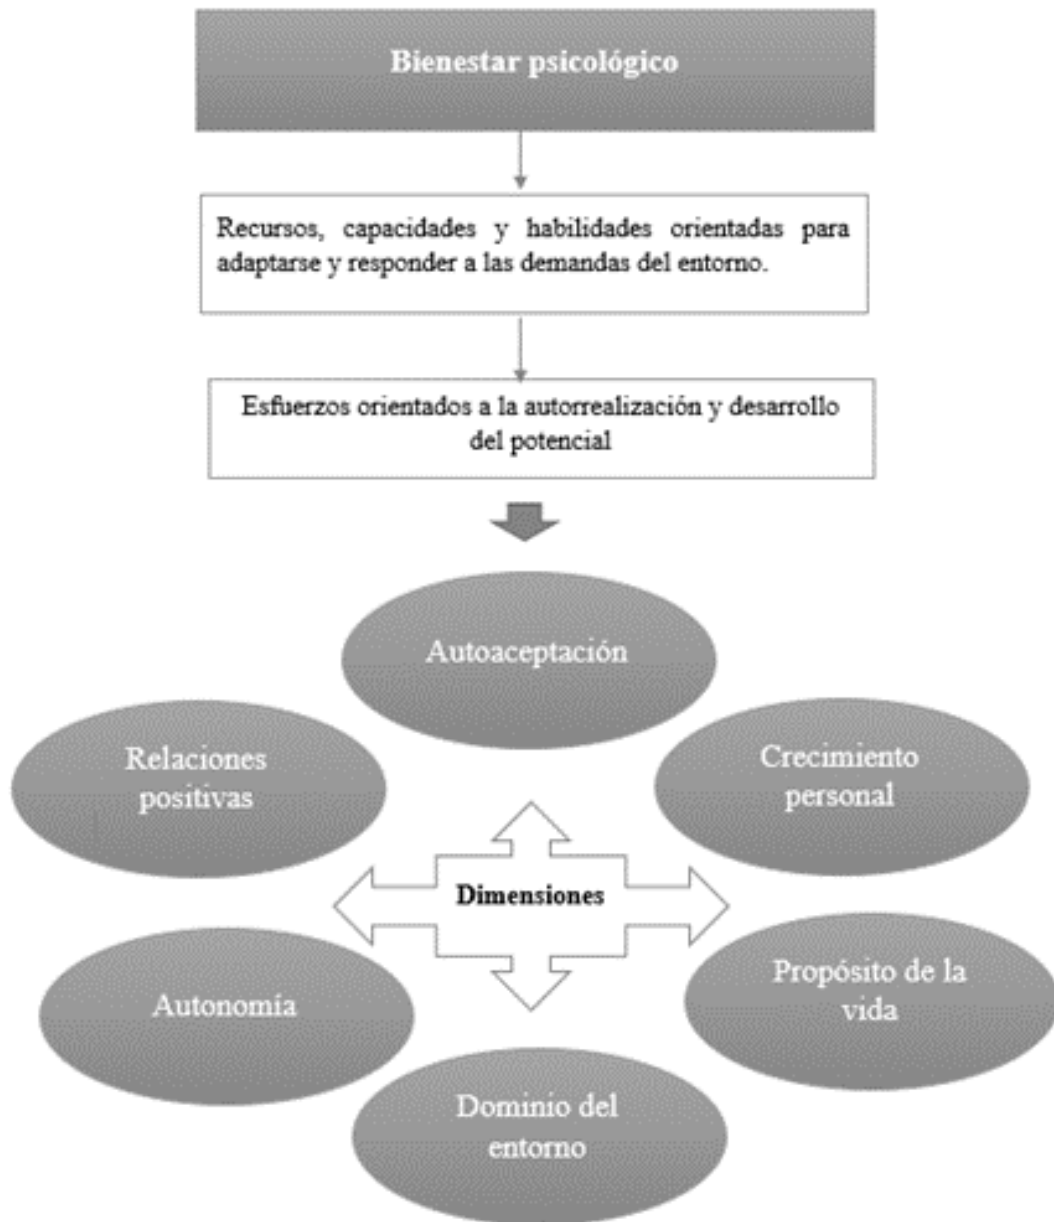 Bienestar psicológico
Recursos, capacidades y habilidades orientadas para
adaptarse y responder a las demandas del entorno.
Esfuerzos orientados a la autorrealización y desarrollo
del potencial
Autoaceptación
Relaciones
positivas
Crecimiento
personal
Dimensiones
Autonomía
Propósito de la
vida
Dominio del
entorno